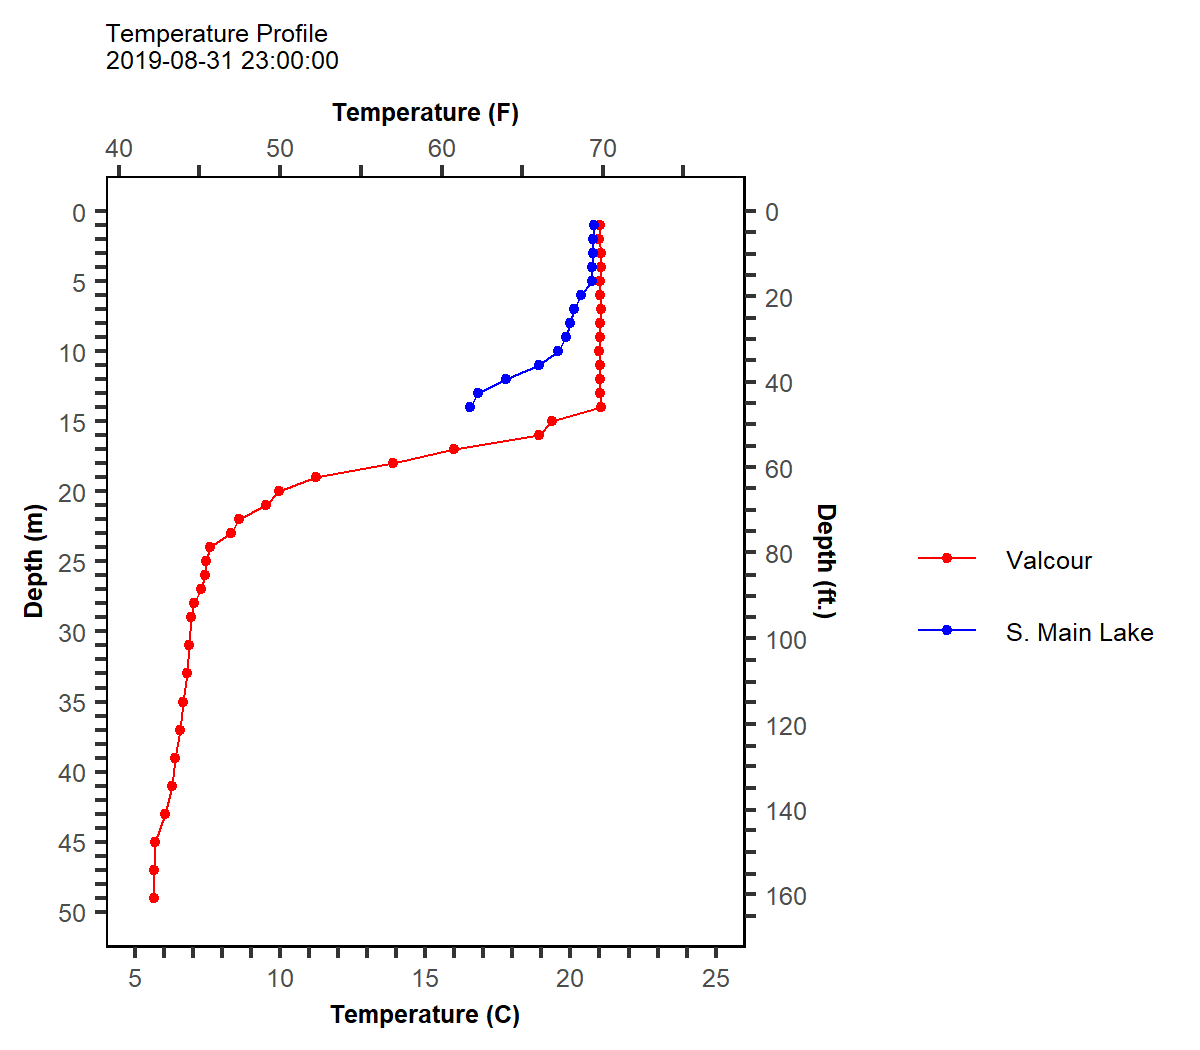 Temperature Profile
2019-08-31 23:00:00
Temperature (F)
40 50 60 70
0
5
10
15
20
25
30
35
40
45
50
Depth (m)
0
20
40
60
80
100
120
140
160
Depth (ft.)
5 10 15 20 25
Temperature (C)
Valcour
S. Main Lake